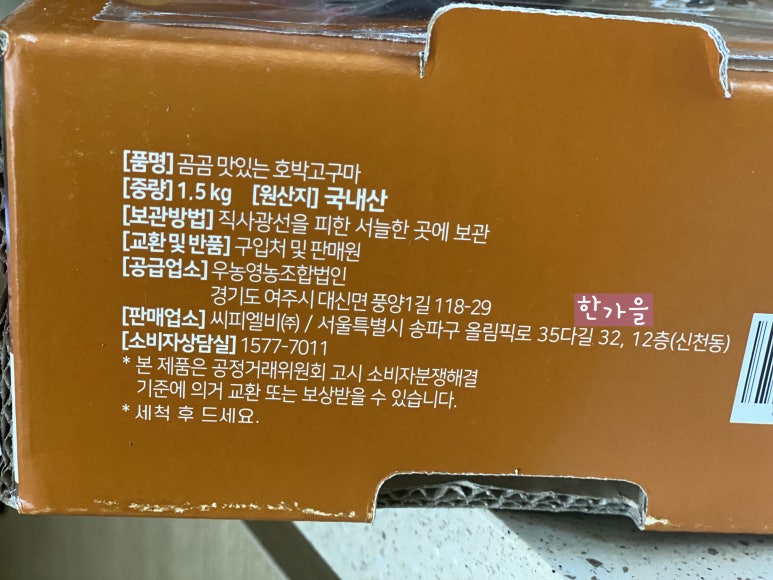 [품명] 곰곰 맛있는 호박고구마
[중량] 1.5kg [원산지] 국내산
[보관방법] 직사광선을 피한 서늘한 곳에 보관
[교환 및 반품] 구입처 및 판매원
[공급업소] 우농영농조합법인
경기도 여주시 대신면 풍양1길 118-29
한가을
[판매업소] 씨피엘비㈜ / 서울특별시 송파구 올림픽로 35다길 32, 12층(신천동)
[소비자상담실] 1577-7011
* 본 제품은 공정거래위원회 고시 소비자분쟁해결
기준에 의거 교환 또는 보상받을 수 있습니다.
* 세척 후 드세요.